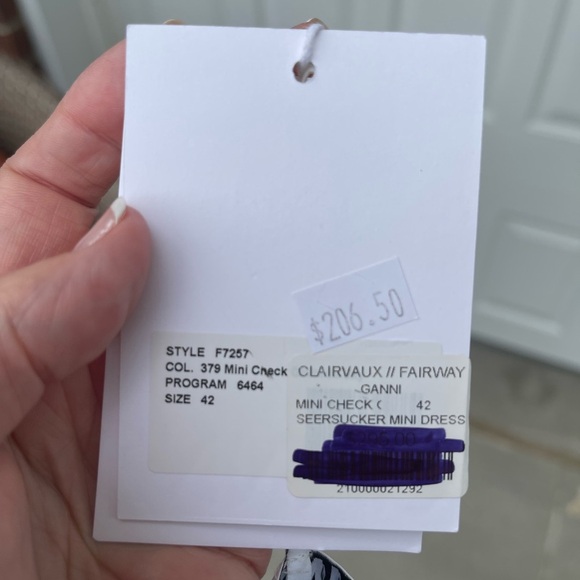 $206.50
STYLE F7257
COL. 379 Mini Check
PROGRAM 6464
SIZE 42
CLAIRVAUX // FAIRWAY
GANNI
MINI CHECK ( 42
SEERSUCKER MINI DRESS
210000021292